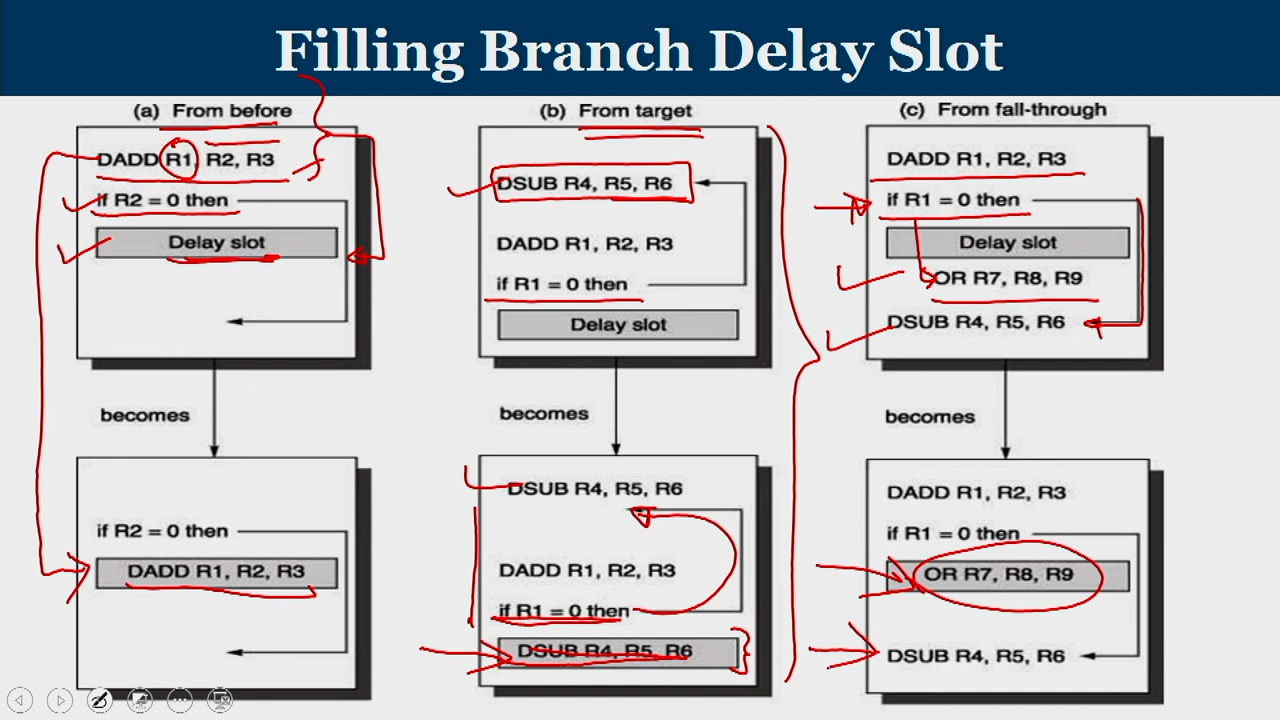 Filling Branch Delay Slot
(a) From before
DADD R1, R2, R3
if R2 = 0 then
Delay slot
becomes
if R2 = 0 then
DADD R1, R2, R3
(b) From target
DSUB R4, R5, R6
DADD R1, R2, R3
if R1 = 0 then
Delay slot
becomes
DSUB R4, R5, R6
DADD R1, R2, R3
if R1 = 0 then
DSUB R4, R5, R6
(c) From fall-through
DADD R1, R2, R3
if R1 = 0 then
Delay slot
OR R7, R8, R9
DSUB R4, R5, R6
becomes
DADD R1, R2, R3
if R1 = 0 then
OR R7, R8, R9
DSUB R4, R5, R6